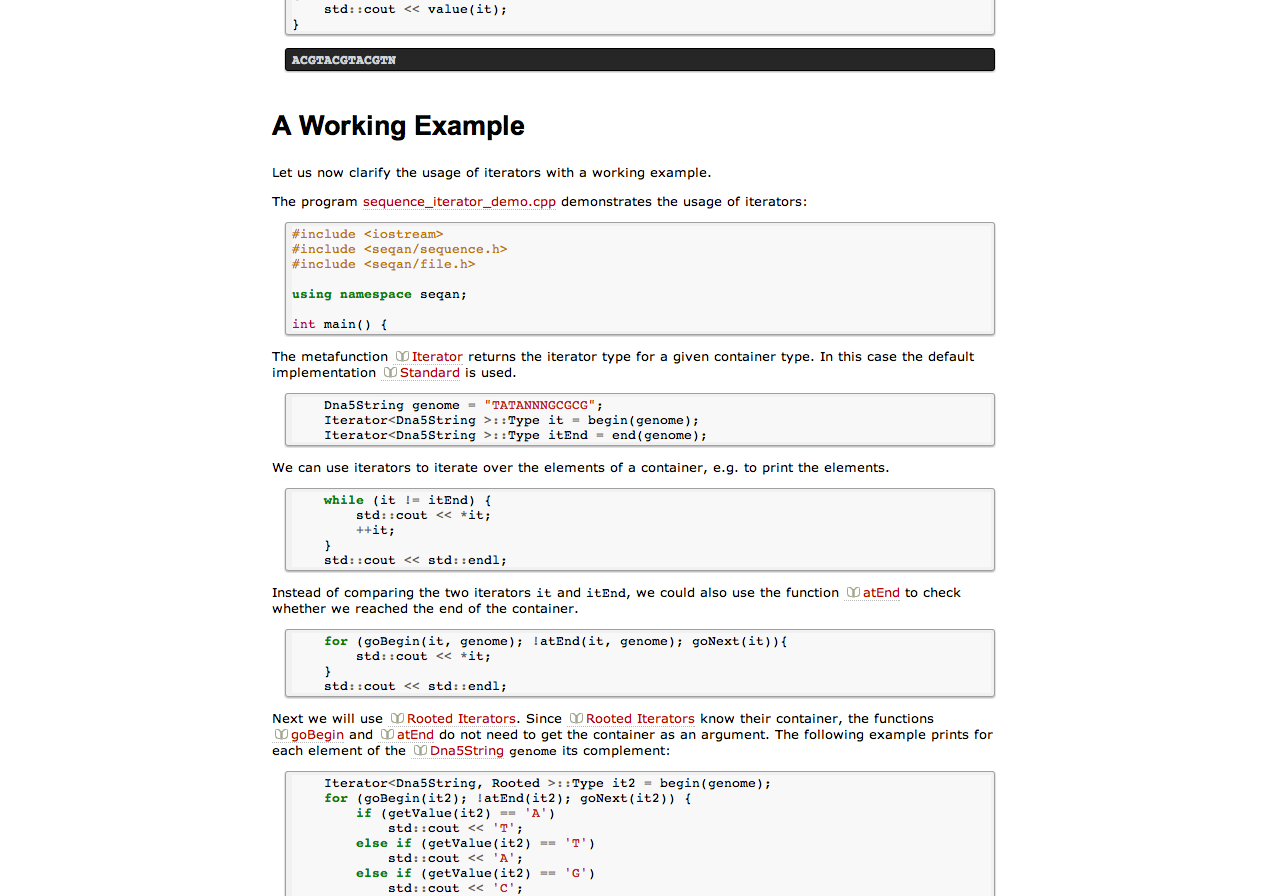 std::cout << value(it);
}
ACGTACGTACGTN
A Working Example
Let us now clarify the usage of iterators with a working example.
The program sequence_iterator_demo.cpp demonstrates the usage of iterators:
#include <iostream>
#include <seqan/sequence.h>
#include <seqan/file.h>
using namespace seqan;
int main() {
The metafunction Iterator returns the iterator type for a given container type. In this case the default
implementation Standard is used.
    Dna5String genome = "TATANNNGCGCG";
    Iterator<Dna5String >::Type it = begin(genome);
    Iterator<Dna5String >::Type itEnd = end(genome);
We can use iterators to iterate over the elements of a container, e.g. to print the elements.
    while (it != itEnd) {
        std::cout << *it;
        ++it;
    }
    std::cout << std::endl;
Instead of comparing the two iterators it and itEnd, we could also use the function atEnd to check
whether we reached the end of the container.
    for (goBegin(it, genome); !atEnd(it, genome); goNext(it)){
        std::cout << *it;
    }
    std::cout << std::endl;
Next we will use Rooted Iterators. Since Rooted Iterators know their container, the functions
goBegin and atEnd do not need to get the container as an argument. The following example prints for
each element of the Dna5String genome its complement:
    Iterator<Dna5String, Rooted >::Type it2 = begin(genome);
    for (goBegin(it2); !atEnd(it2); goNext(it2)) {
        if (getValue(it2) == 'A')
            std::cout << 'T';
        else if (getValue(it2) == 'T')
            std::cout << 'A';
        else if (getValue(it2) == 'G')
            std::cout << 'C';